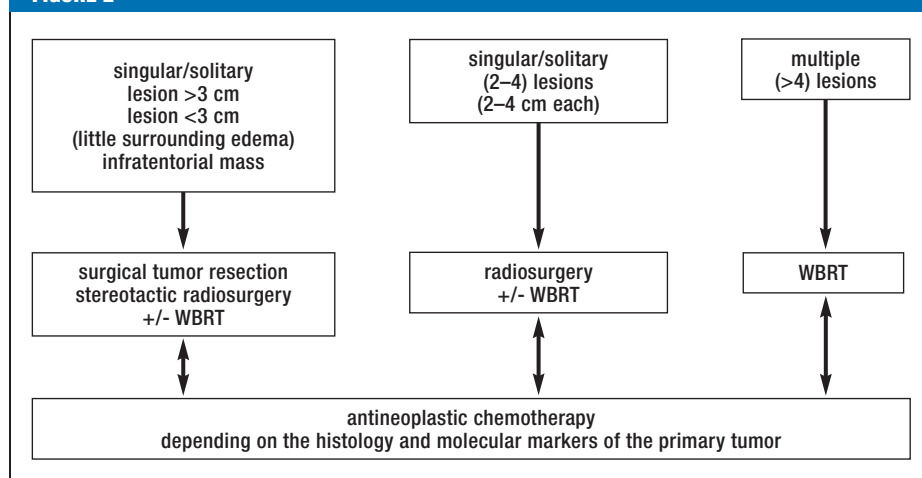 singular/solitary
lesion >3 cm
lesion <3 cm
(little surrounding edema)
infratentorial mass
singular/solitary
(2–4) lesions
(2–4 cm each)
multiple
(>4) lesions
surgical tumor resection
stereotactic radiosurgery
+/- WBRT
radiosurgery
+/- WBRT
WBRT
antineoplastic chemotherapy
depending on the histology and molecular markers of the primary tumor